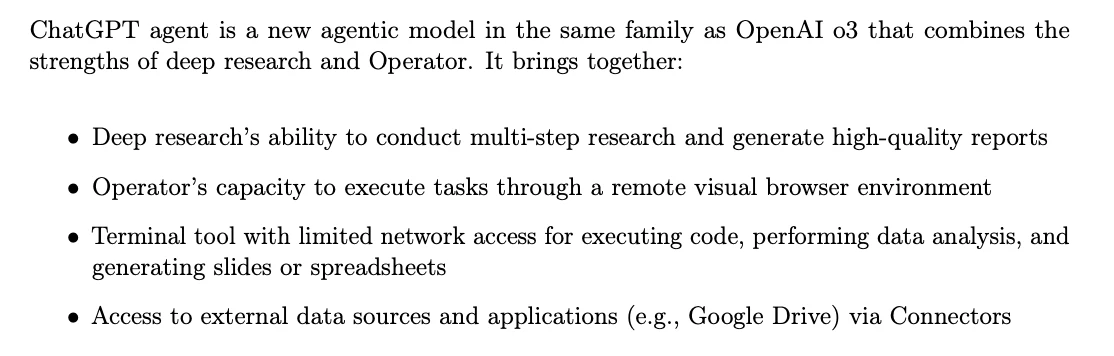 ChatGPT agent is a new agentic model in the same family as OpenAI o3 that combines the
strengths of deep research and Operator. It brings together:
• Deep research’s ability to conduct multi-step research and generate high-quality reports
• Operator’s capacity to execute tasks through a remote visual browser environment
• Terminal tool with limited network access for executing code, performing data analysis, and
generating slides or spreadsheets
• Access to external data sources and applications (e.g., Google Drive) via Connectors